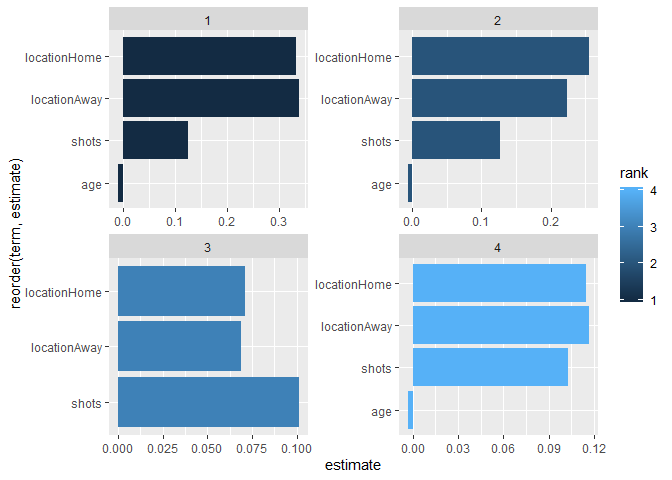 1
locationHome
locationAway
shots
age
0.0 0.1 0.2 0.3
2
locationHome
locationAway
shots
age
0.0 0.1 0.2
3
locationHome
locationAway
shots
0.000 0.025 0.050 0.075 0.100
4
locationHome
locationAway
shots
age
0.00 0.03 0.06 0.09 0.12
reorder(term, estimate)
estimate
rank
4
3
2
1